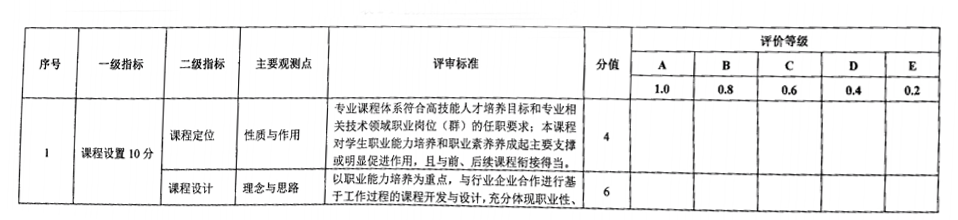 序号 一级指标 二级指标 主要观测点 评审标准 分值 评价等级
A B C D E
1.0 0.8 0.6 0.4 0.2
1 课程设置10分 课程定位 性质与作用 专业课程体系符合高技能人才培养目标和专业相
关技术领域职业岗位（群）的任职要求；本课程
对学生职业能力培养和职业素养养成起主要支撑
或明显促进作用，且与前、后续课程衔接得当。
4
课程设计 理念与思路 以职业能力培养为重点，与行业企业合作进行基
于工作过程的课程开发与设计，充分体现职业性、
6